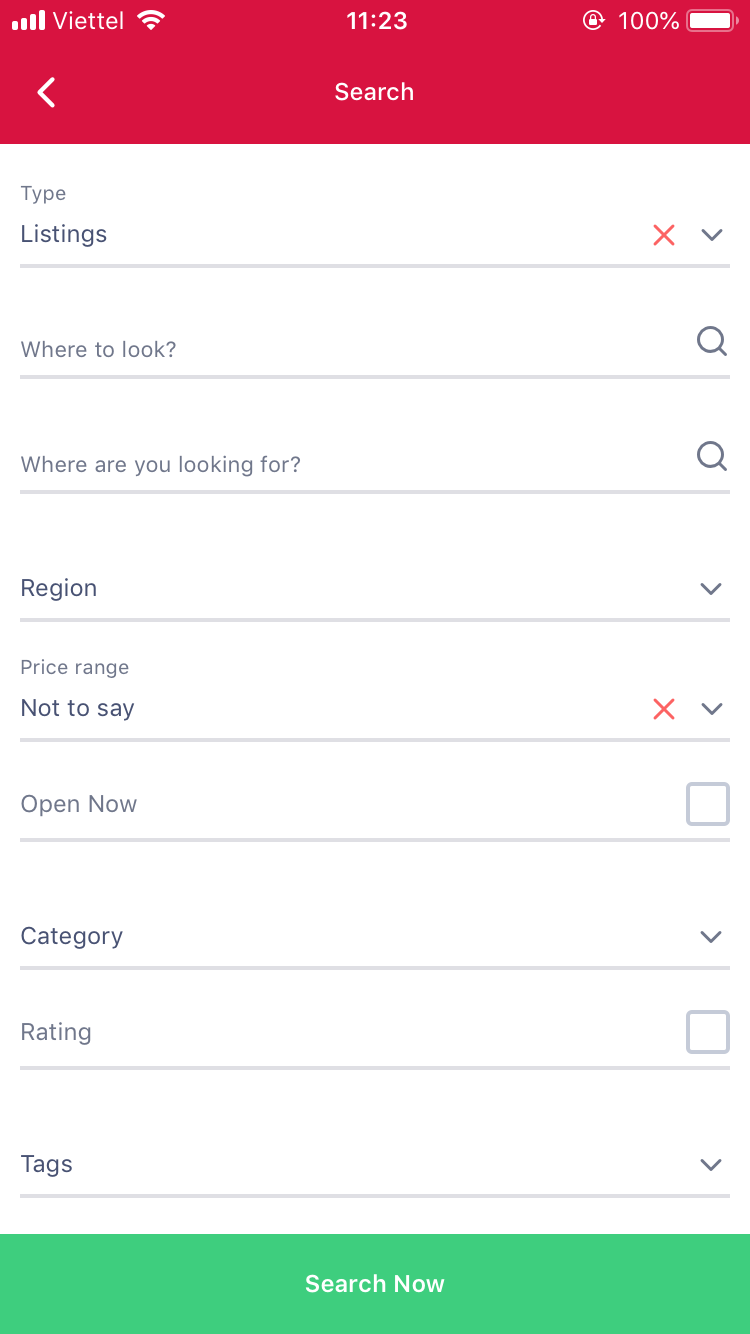 Viettel 11:23 100%
Search
Type
Listings
Where to look?
Where are you looking for?
Region
Price range
Not to say
Open Now
Category
Rating
Tags
Search Now